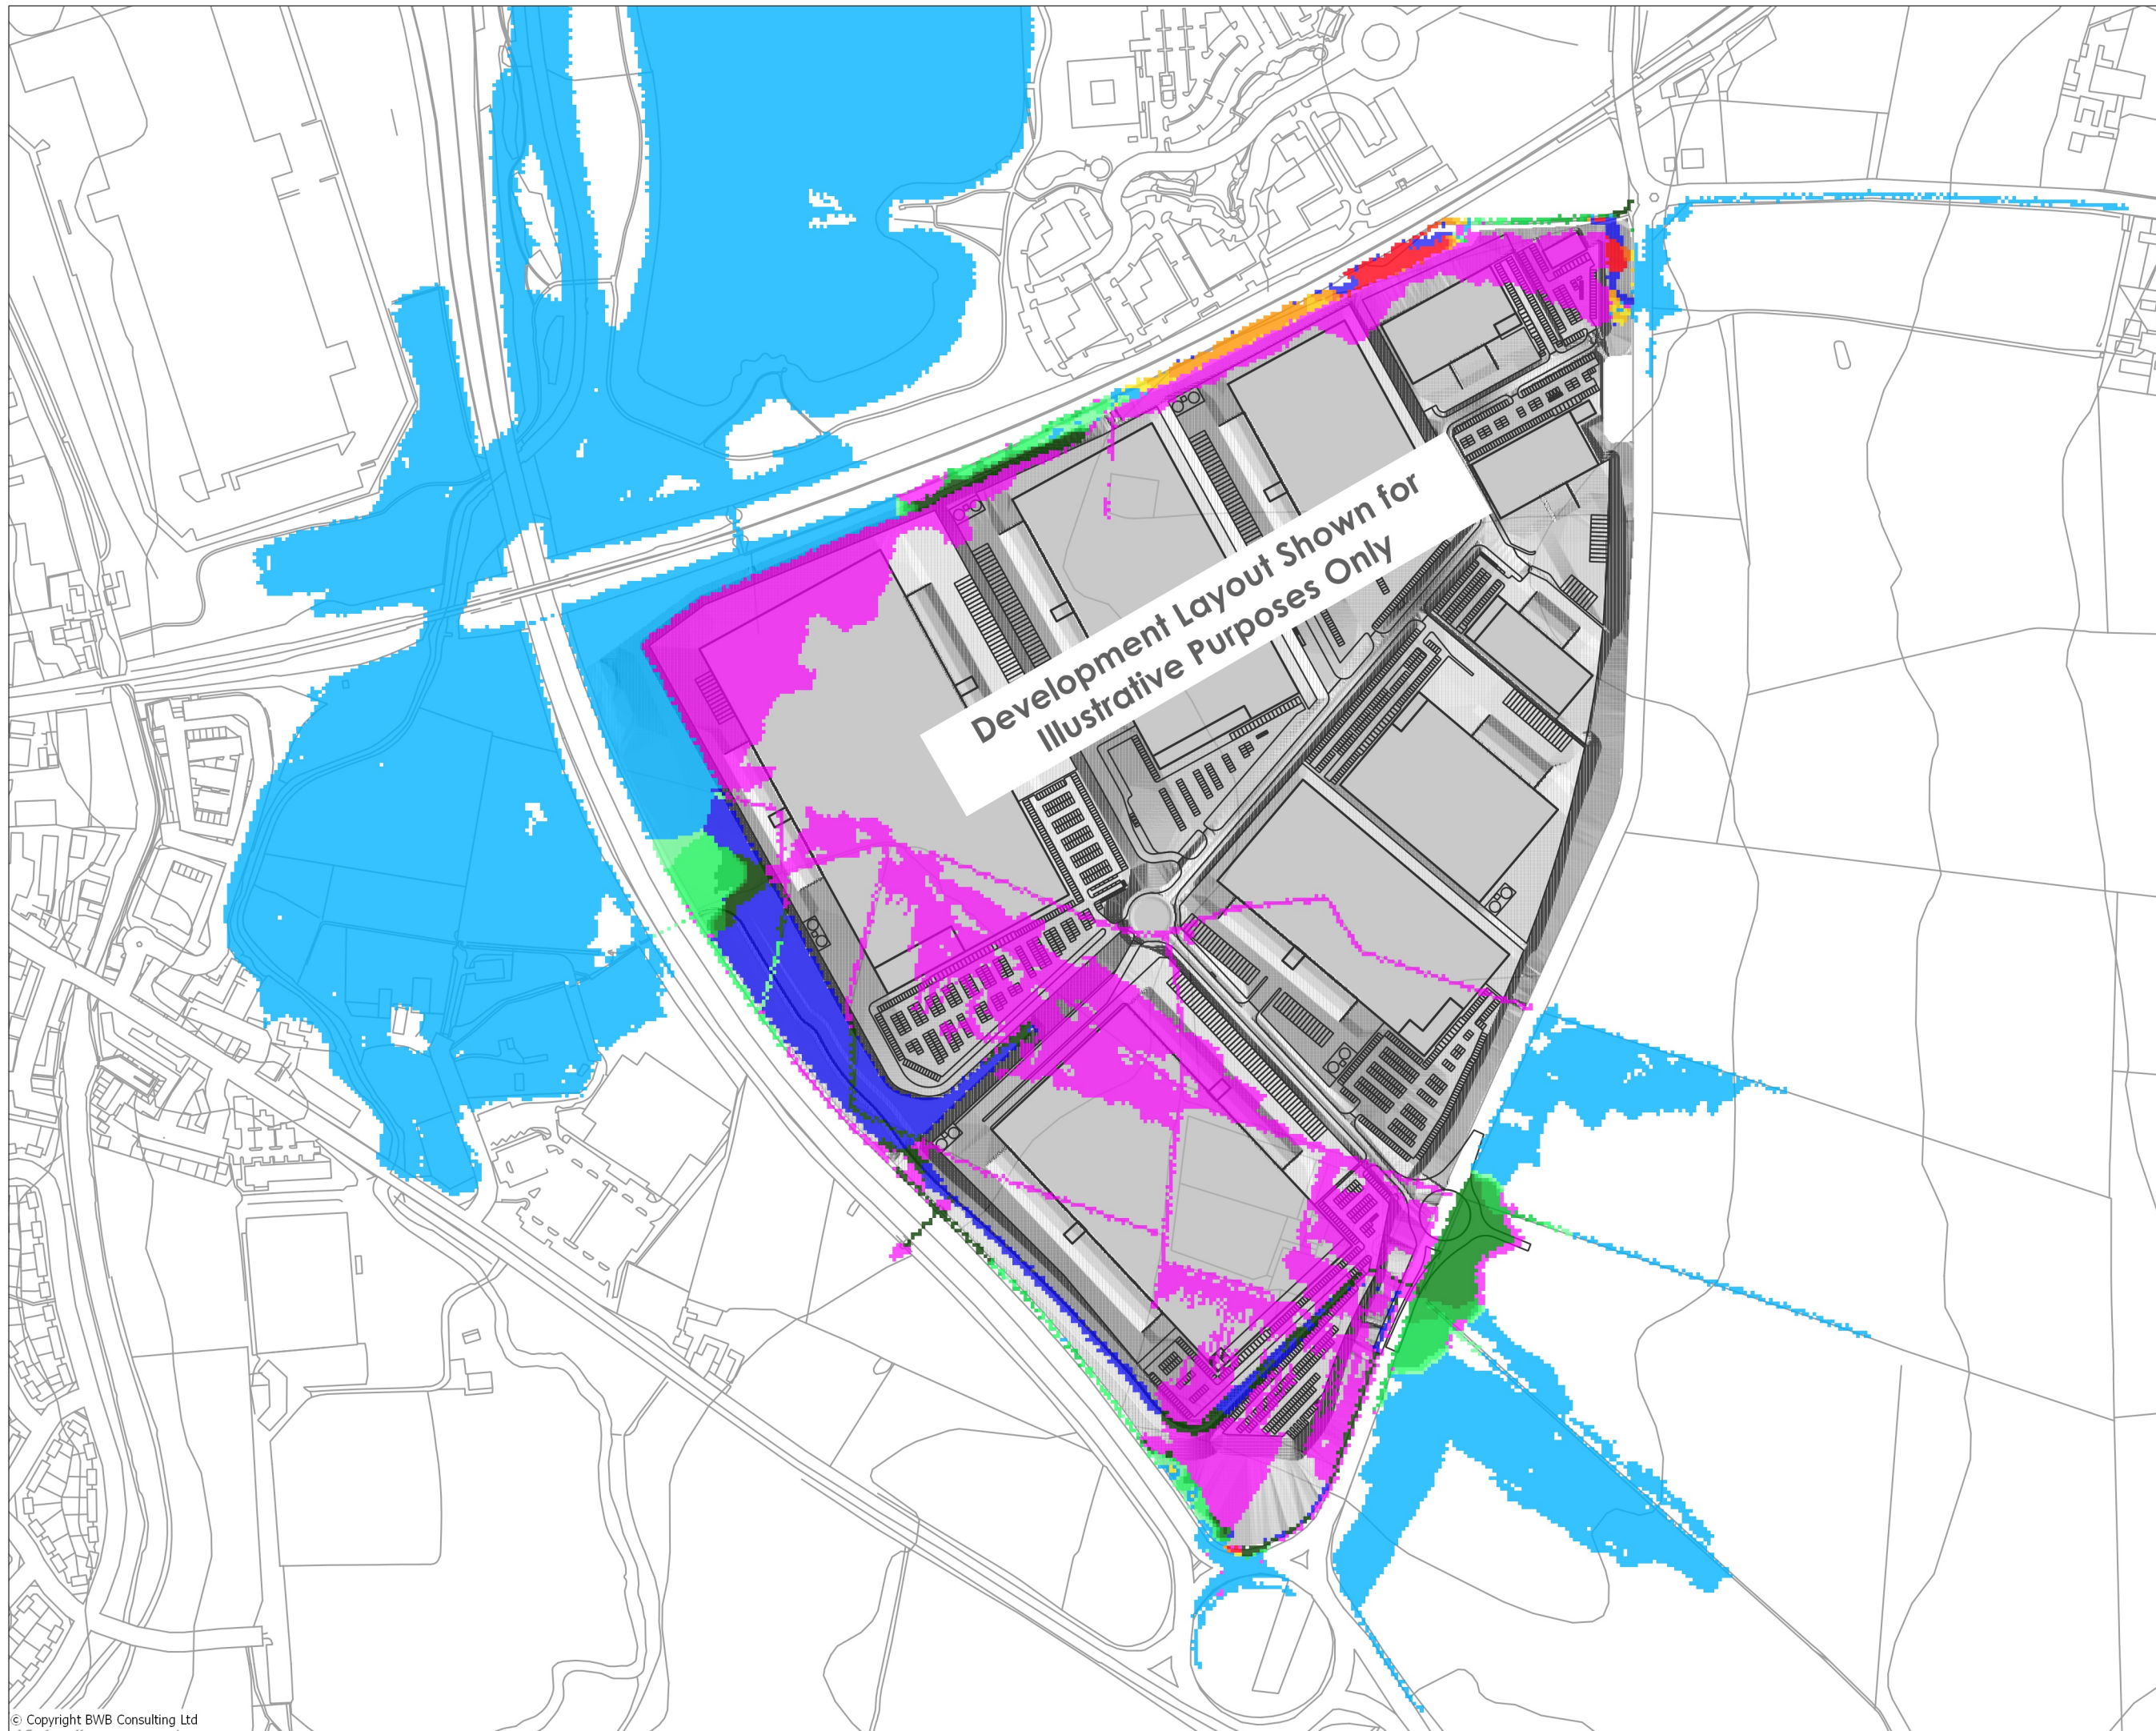 Development Layout Shown for
Illustrative Purposes Only
© Copyright BWB Consulting Ltd